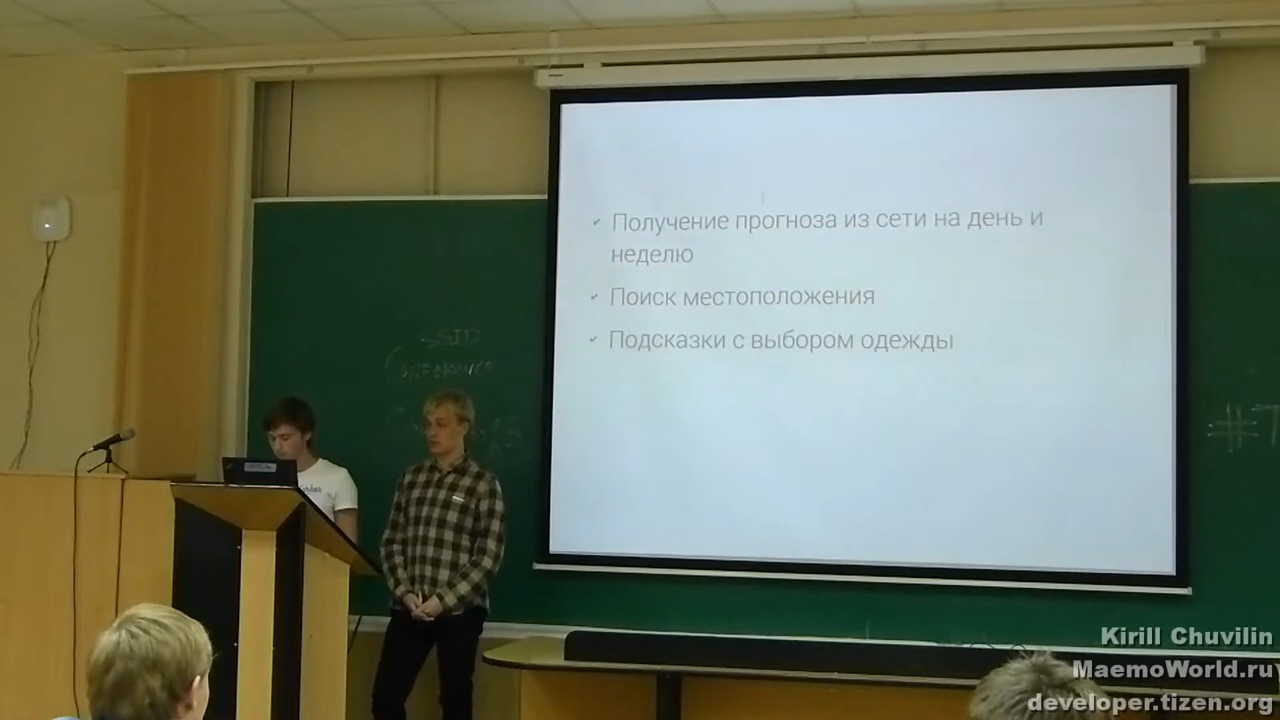 ✔ Получение прогноза из сети на день и
неделю
✔ Поиск местоположения
✔ Подсказки с выбором одежды
Kirill Chuvilin
MaemoWorld.ru
developer.tizen.org